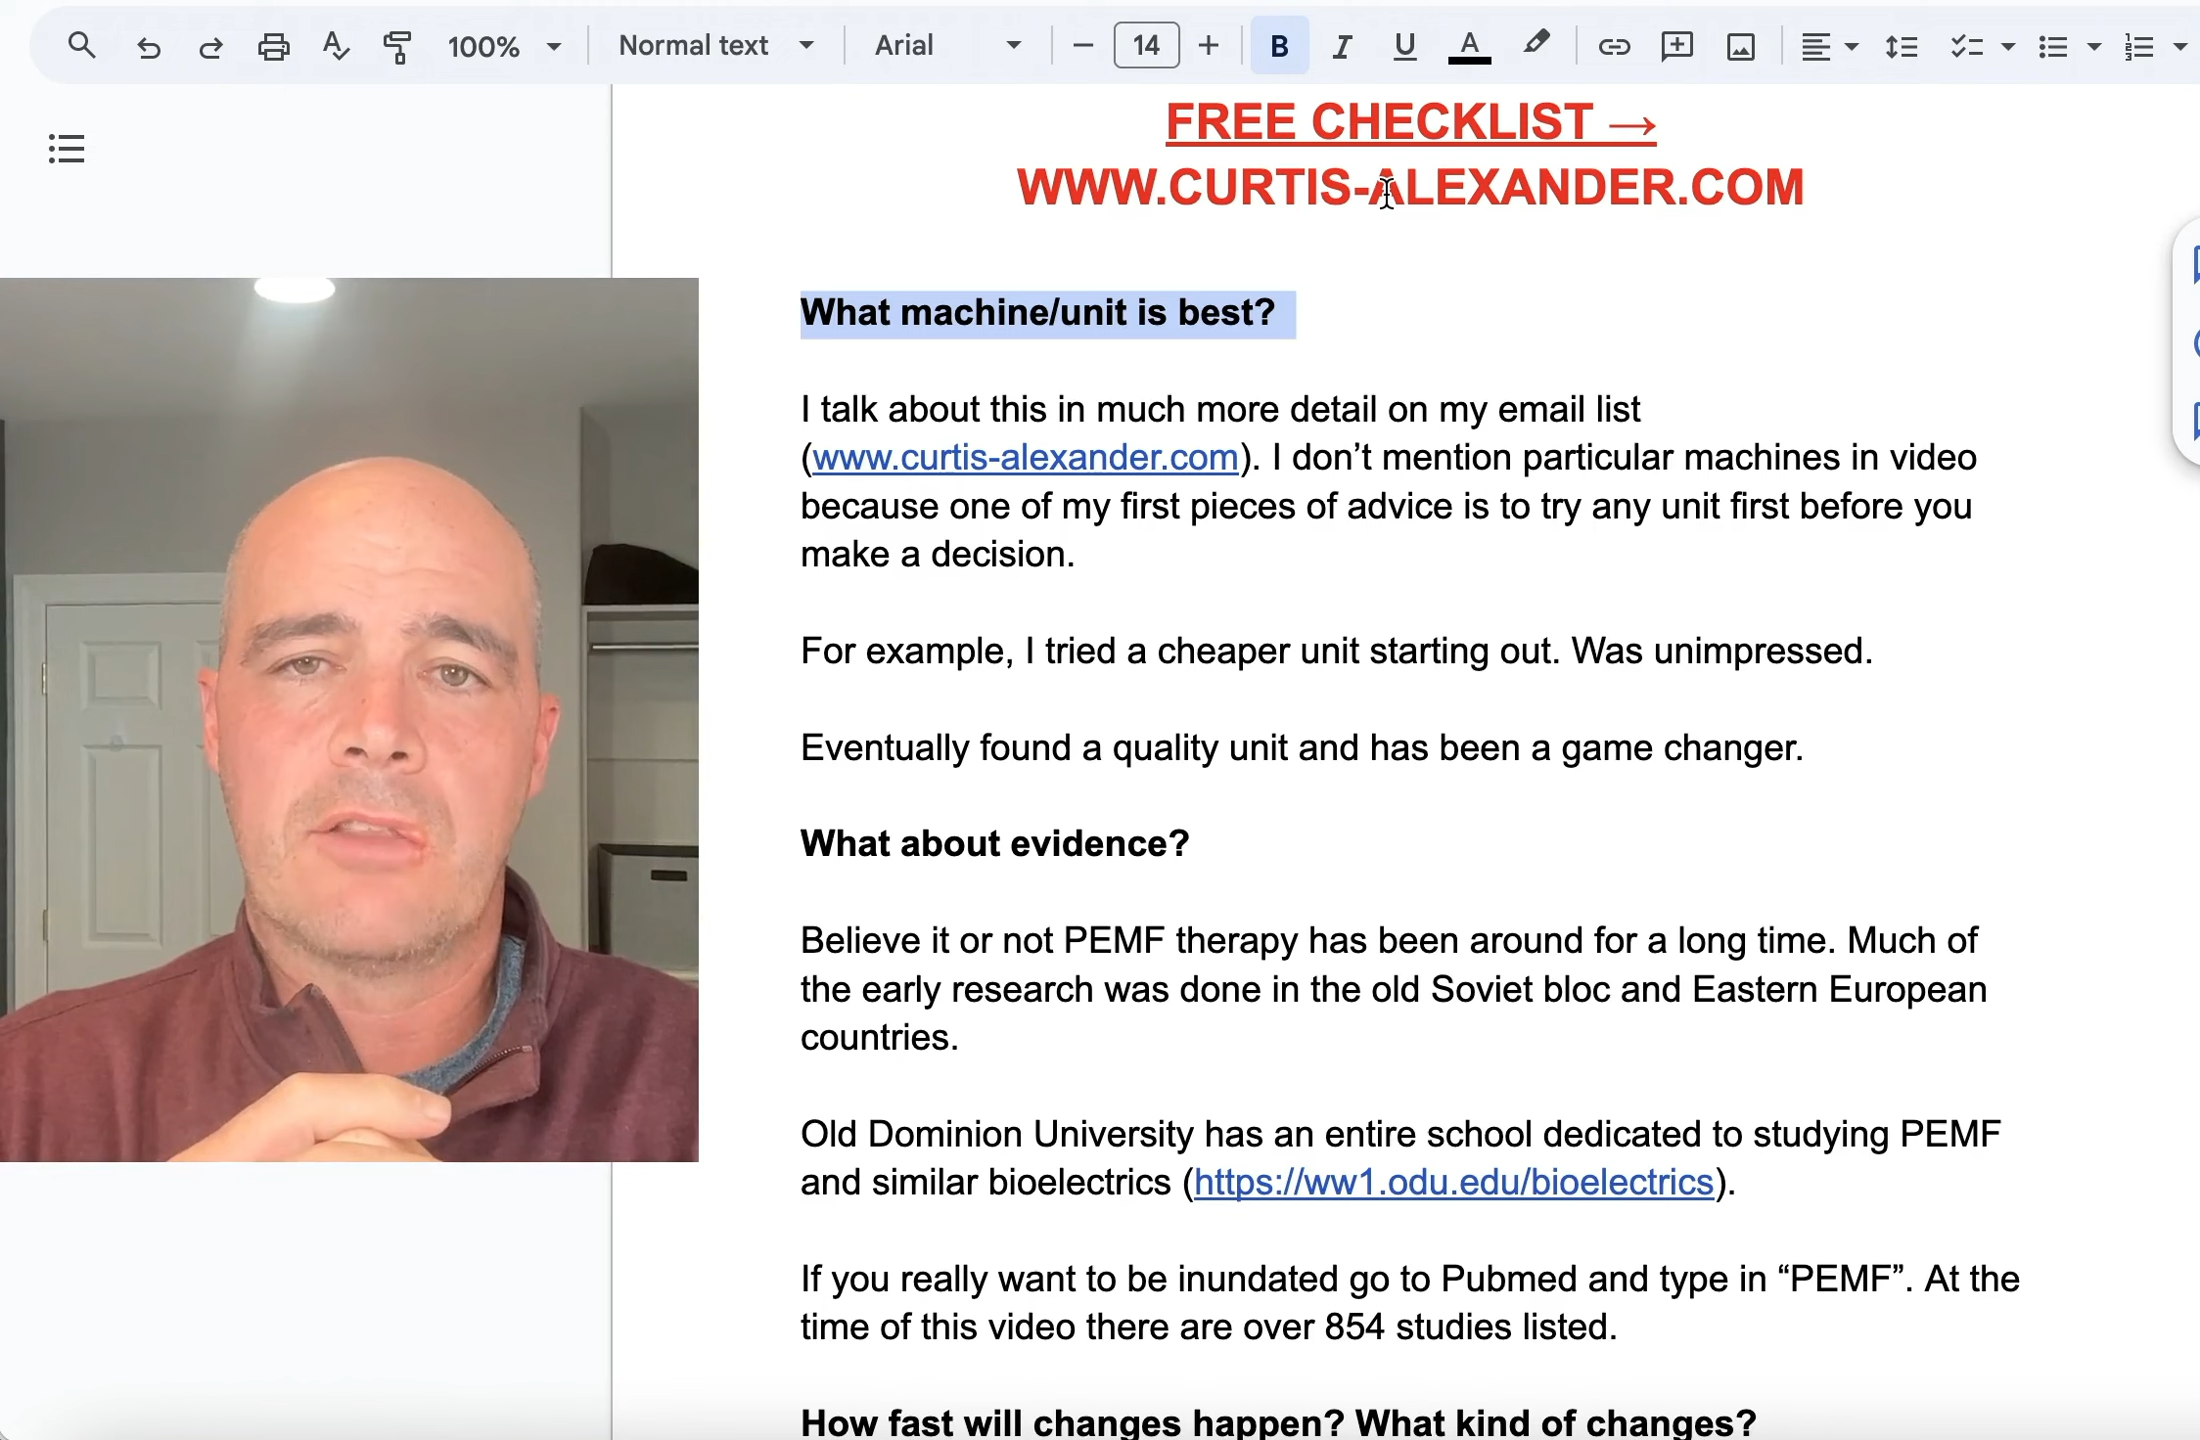 100%
Normal text
Arial
14
B
I
U
A
FREE CHECKLIST →
WWW.CURTIS-ALEXANDER.COM
What machine/unit is best?
I talk about this in much more detail on my email list
(www.curtis-alexander.com). I don’t mention particular machines in video
because one of my first pieces of advice is to try any unit first before you
make a decision.
For example, I tried a cheaper unit starting out. Was unimpressed.
Eventually found a quality unit and has been a game changer.
What about evidence?
Believe it or not PEMF therapy has been around for a long time. Much of
the early research was done in the old Soviet bloc and Eastern European
countries.
Old Dominion University has an entire school dedicated to studying PEMF
and similar bioelectrics (https://ww1.odu.edu/bioelectrics).
If you really want to be inundated go to Pubmed and type in “PEMF”. At the
time of this video there are over 854 studies listed.
How fast will changes happen? What kind of changes?